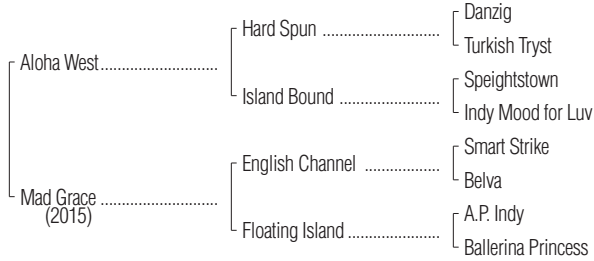 Danzig
Hard Spun ..........................
Turkish Tryst
Aloha West..........................
Speightstown
Island Bound ......................
Indy Mood for Luv
Smart Strike
English Channel ................
Belva
Mad Grace ..........................
(2015)
A.P. Indy
Floating Island ....................
Ballerina Princess